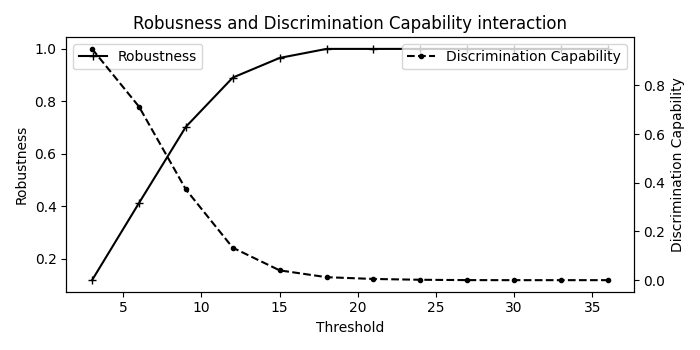 Robusness and Discrimination Capability interaction
Robustness
Discrimination Capability
1.0
0.8
0.6
0.4
0.2
Robustness
0.8
0.6
0.4
0.2
0.0
Discrimination Capability
5 10 15 20 25 30 35
Threshold